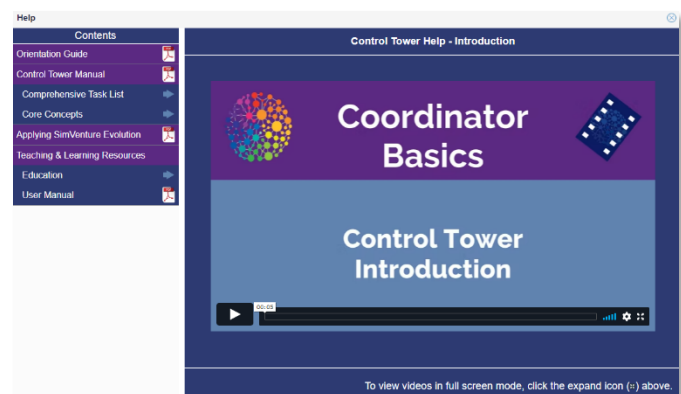 Help
Contents
Orientation Guide
Control Tower Manual
Comprehensive Task List
Core Concepts
Applying SimVenture Evolution
Teaching & Learning Resources
Education
User Manual
Control Tower Help - Introduction
Coordinator
Basics
Control Tower
Introduction
00:05
To view videos in full screen mode, click the expand icon (⛶) above.